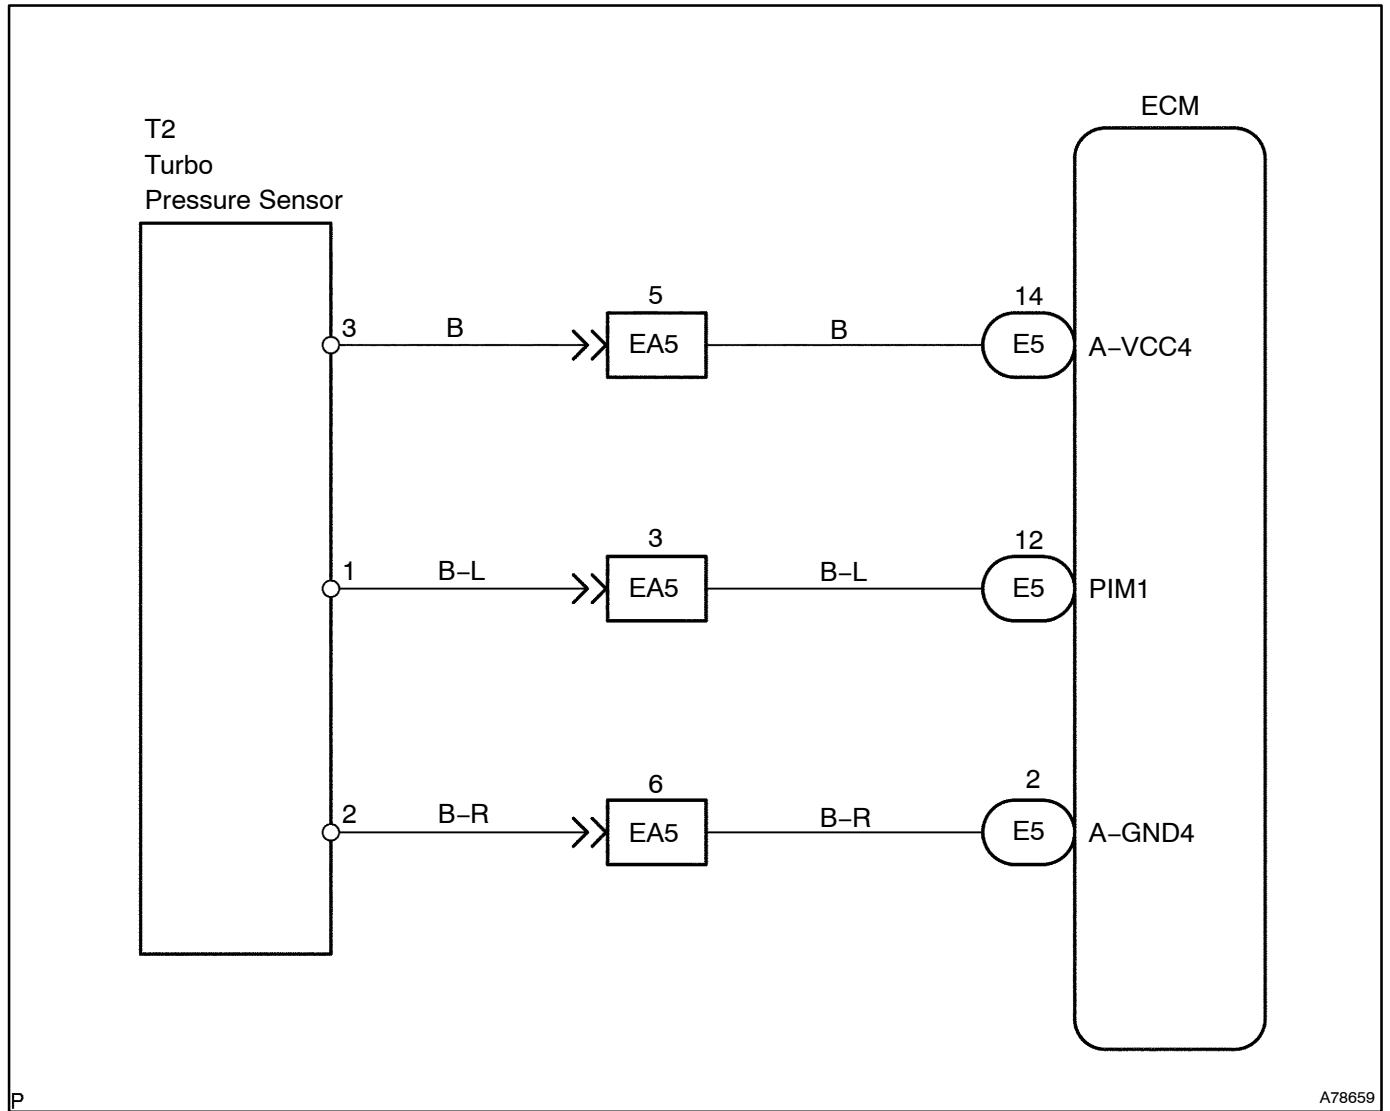 ECM
T2
Turbo
Pressure Sensor
5
14
3
B
EA5
B
E5
A−VCC4
3
12
1
B−L
EA5
B−L
E5
PIM1
6
2
2
B−R
EA5
B−R
E5
A−GND4
P
A78659